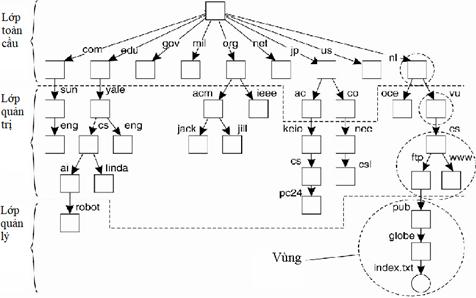 Lớp
toàn
cầu
com edu gov mil org net jp us nl
sun yale acm ieee ac co oce vu
Lớp
quản
trị
eng cs eng jack jill keio nec cs
ai linda cs csl ftp www
pc24
Lớp
quản
lý
robot pub
globe
Vùng
index.txt